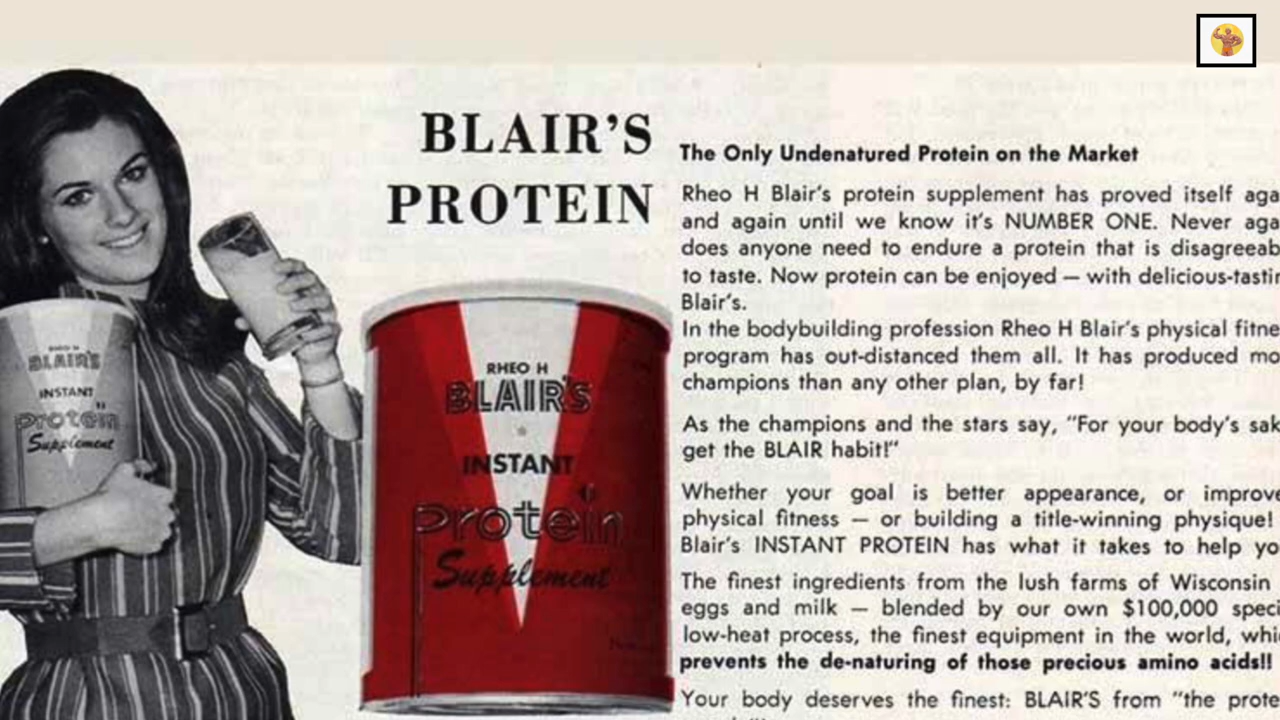 BLAIR'S
PROTEIN
RHEO H
BLAIR'S
INSTANT
Protein
Supplement
RHEO H
BLAIR'S
INSTANT
Protein
Supplement
The Only Undenatured Protein on the Market
Rheo H Blair's protein supplement has proved itself aga
and again until we know it's NUMBER ONE. Never aga
does anyone need to endure a protein that is disagreeab
to taste. Now protein can be enjoyed — with delicious-tastin
Blair's.
In the bodybuilding profession Rheo H Blair's physical fitne
program has out-distanced them all. It has produced mo
champions than any other plan, by far!
As the champions and the stars say, "For your body's sak
get the BLAIR habit!"
Whether your goal is better appearance, or improve
physical fitness — or building a title-winning physique!
Blair's INSTANT PROTEIN has what it takes to help yo
The finest ingredients from the lush farms of Wisconsin
eggs and milk — blended by our own $100,000 speci
low-heat process, the finest equipment in the world, whi
prevents the de-naturing of those precious amino acids!!
Your body deserves the finest: BLAIR'S from "the prote